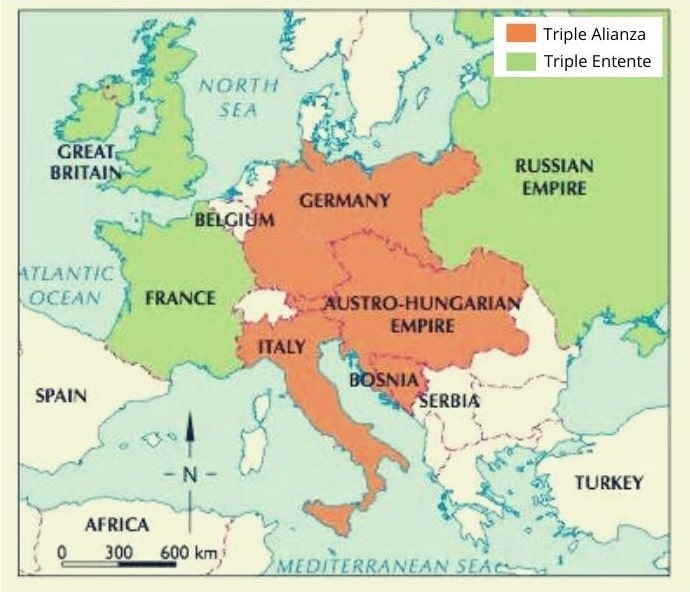 Triple Alianza
Triple Entente
NORTH
SEA
GREAT
BRITAIN
RUSSIAN
EMPIRE
GERMANY
BELGIUM
ATLANTIC
OCEAN
FRANCE
AUSTRO-HUNGARIAN
EMPIRE
ITALY
BOSNIA
SPAIN
SERBIA
N
TURKEY
AFRICA
0 300 600 km
MEDITERRANEAN SEA